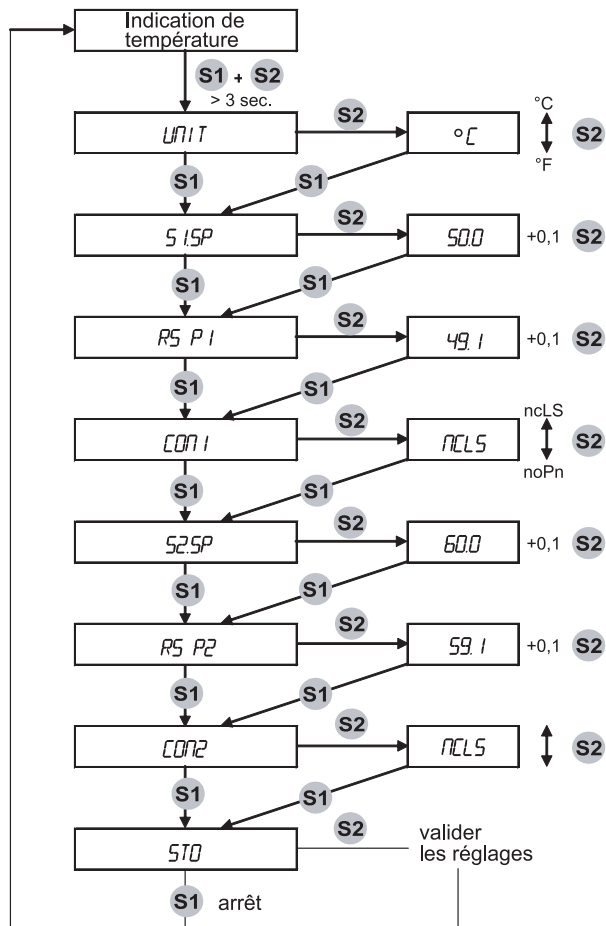 Indication de
température
S1 + S2
> 3 sec.
UNIT
S2
°C
°C
°F
S2
S1
S1
S1.SP
S2
50.0
+0,1 S2
S1
S1
RS P1
S2
49.1
+0,1 S2
S1
S1
CON1
S2
NCLS
ncLS
noPn
S2
S1
S1
S2.SP
S2
60.0
+0,1 S2
S1
S1
RS P2
S2
59.1
+0,1 S2
S1
S1
CON2
S2
NCLS
S2
S1
S1
STO
S2
valider
les réglages
S1 arrêt